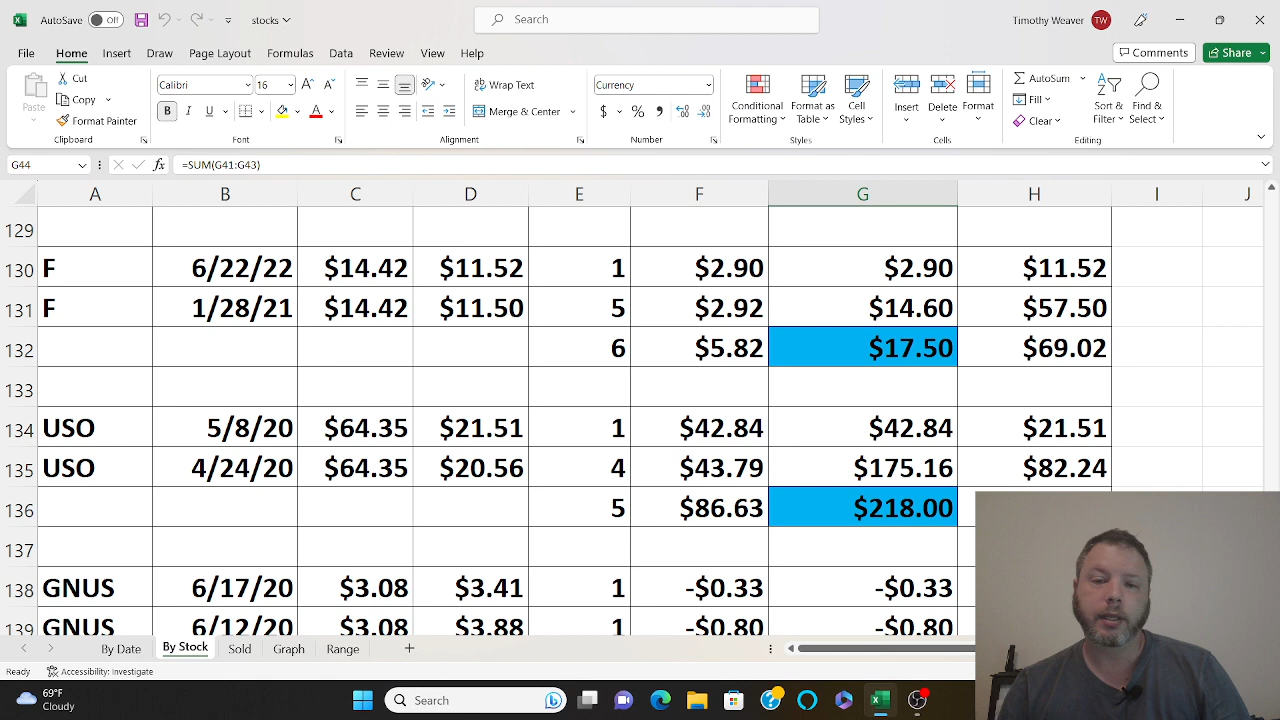 AutoSave Off stocks Search Timothy Weaver TW
File Home Insert Draw Page Layout Formulas Data Review View Help Comments Share
Paste Cut Copy Format Painter Clipboard
Calibri 16 B I U A Font
Wrap Text Merge & Center Alignment
Currency $ % , Number
Conditional Formatting Format as Table Cell Styles Styles
Insert Delete Format Cells
AutoSum Fill Clear Sort & Filter Find & Select Editing
G44 fx =SUM(G41:G43)
A B C D E F G H I J
129
130 F 6/22/22 $14.42 $11.52 1 $2.90 $2.90 $11.52
131 F 1/28/21 $14.42 $11.50 5 $2.92 $14.60 $57.50
132 6 $5.82 $17.50 $69.02
133
134 USO 5/8/20 $64.35 $21.51 1 $42.84 $42.84 $21.51
135 USO 4/24/20 $64.35 $20.56 4 $43.79 $175.16 $82.24
136 5 $86.63 $218.00
137
138 GNUS 6/17/20 $3.08 $3.41 1 -$0.33 -$0.33
139 GNUS 6/12/20 $3.08 $3.88 1 -$0.80 -$0.80
By Date By Stock Sold Graph Range
Ready Accessibility: Investigate
69°F
Cloudy
Search